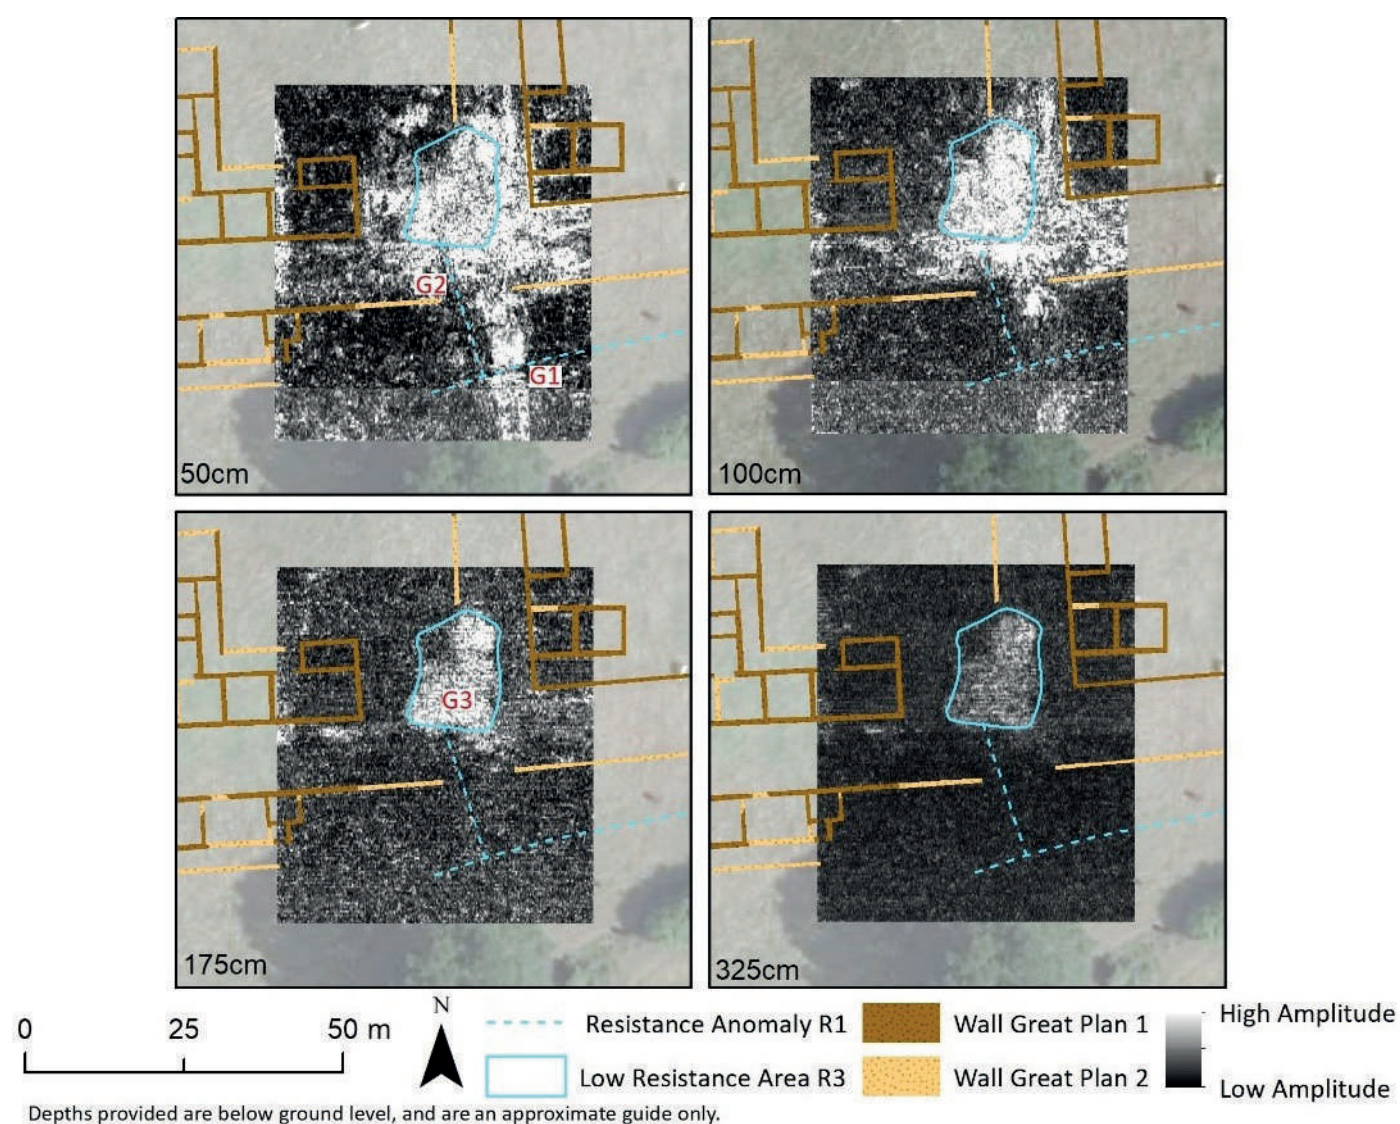 G2
G1
50cm
100cm
G3
175cm
325cm
0 25 50 m
N
Resistance Anomaly R1
Low Resistance Area R3
Wall Great Plan 1
Wall Great Plan 2
High Amplitude
Low Amplitude
Depths provided are below ground level, and are an approximate guide only.